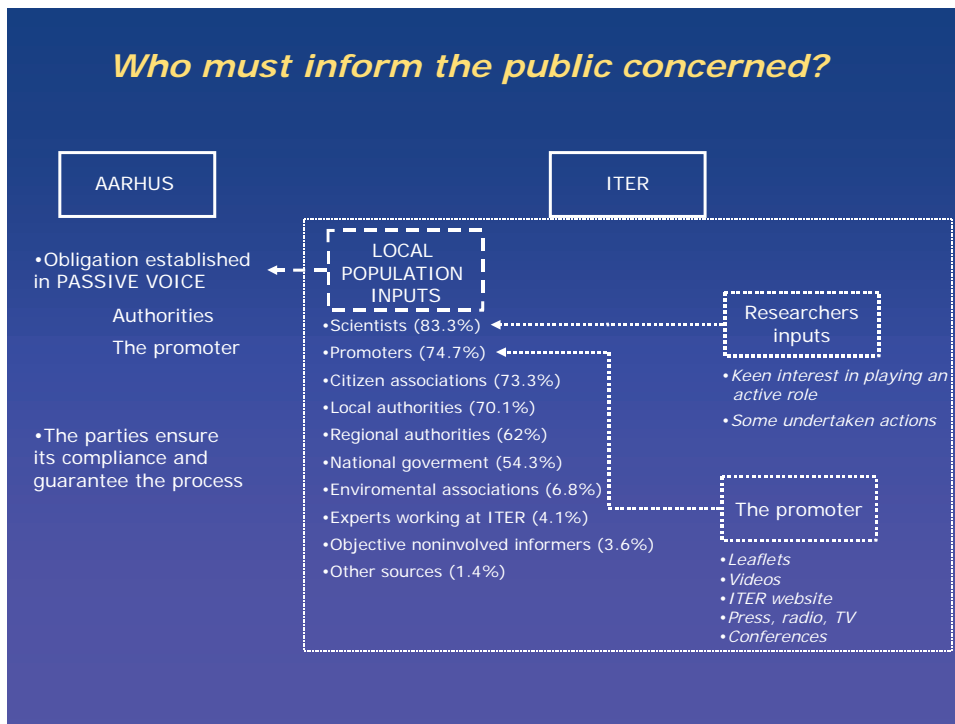 Who must inform the public concerned?
AARHUS
•Obligation established
in PASSIVE VOICE
Authorities
The promoter
•The parties ensure
its compliance and
guarantee the process
ITER
LOCAL
POPULATION
INPUTS
•Scientists (83.3%)
•Promoters (74.7%)
•Citizen associations (73.3%)
•Local authorities (70.1%)
•Regional authorities (62%)
•National goverment (54.3%)
•Enviromental associations (6.8%)
•Experts working at ITER (4.1%)
•Objective noninvolved informers (3.6%)
•Other sources (1.4%)
Researchers
inputs
•Keen interest in playing an
active role
•Some undertaken actions
The promoter
•Leaflets
•Videos
•ITER website
•Press, radio, TV
•Conferences